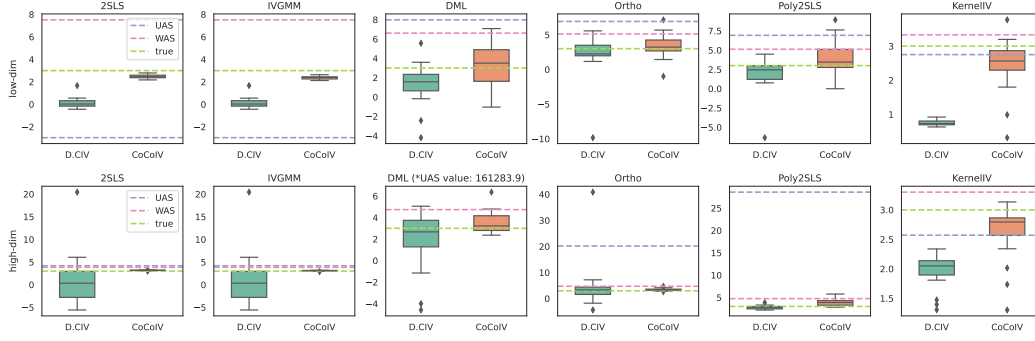 2SLS
IVGMM
DML
Ortho
Poly2SLS
KernelIV
low-dim
8
6
4
2
0
−2
UAS
WAS
true
D.CIV
CoCoIV
8
6
4
2
0
−2
UAS
WAS
true
D.CIV
CoCoIV
8
6
4
2
0
−2
−4
D.CIV
CoCoIV
5
0
−5
−10
D.CIV
CoCoIV
7.5
5.0
2.5
0.0
−2.5
−5.0
D.CIV
CoCoIV
3
2
1
D.CIV
CoCoIV
2SLS
IVGMM
DML (*UAS value: 161283.9)
Ortho
Poly2SLS
KernelIV
high-dim
20
15
10
5
0
−5
UAS
WAS
true
D.CIV
CoCoIV
20
15
10
5
0
−5
UAS
WAS
true
D.CIV
CoCoIV
6
4
2
0
−2
−4
D.CIV
CoCoIV
40
30
20
10
0
D.CIV
CoCoIV
25
20
15
10
5
D.CIV
CoCoIV
3.0
2.5
2.0
1.5
D.CIV
CoCoIV